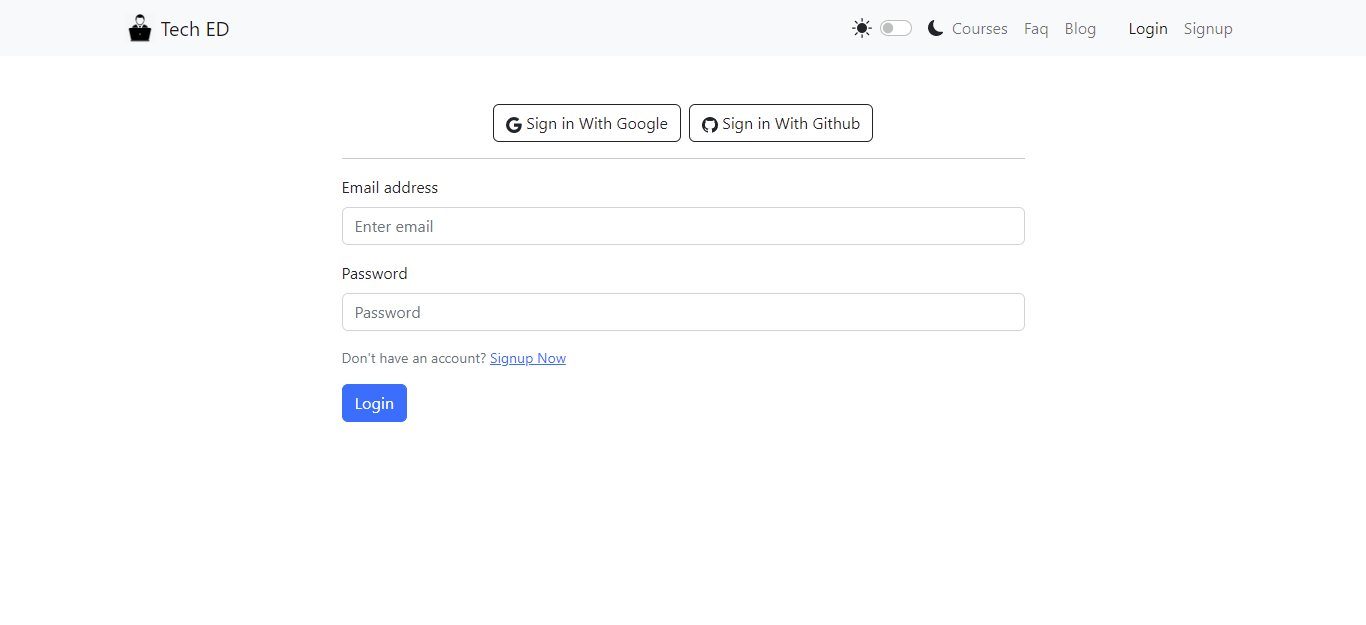 Tech ED Courses Faq Blog Login Signup
Sign in With Google Sign in With Github
Email address
Enter email
Password
Password
Don't have an account? Signup Now
Login